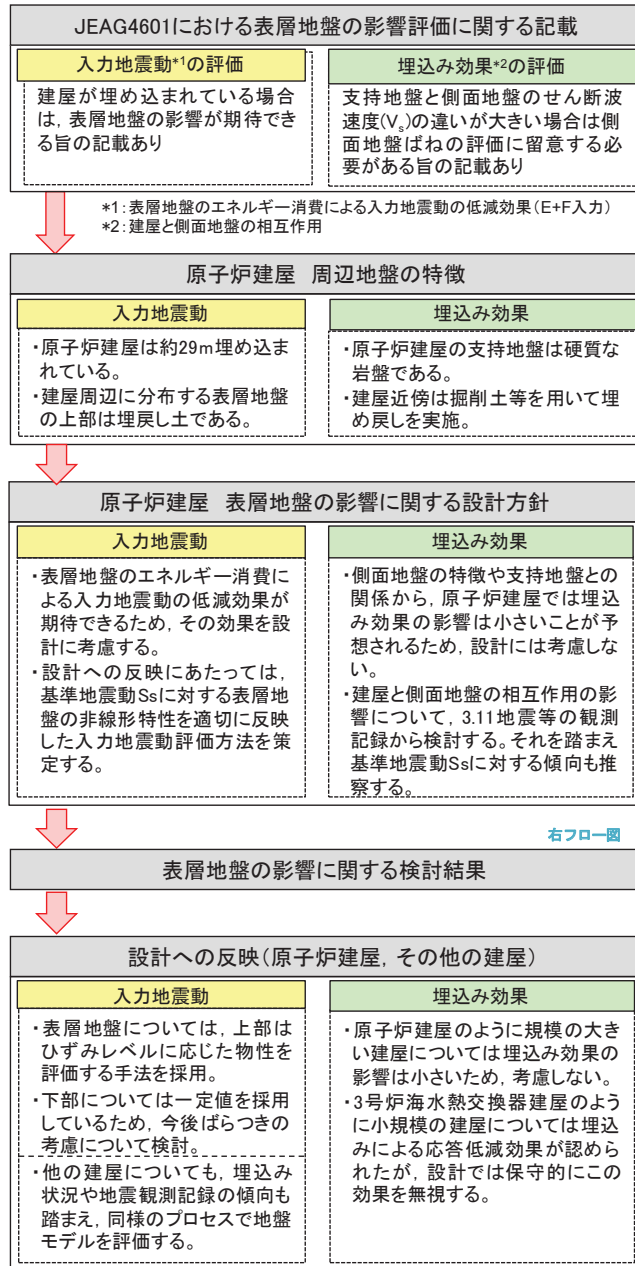 JEAG4601における表層地盤の影響評価に関する記載
入力地震動*1の評価
建屋が埋め込まれている場合
は，表層地盤の影響が期待でき
る旨の記載あり
埋込み効果*2の評価
支持地盤と側面地盤のせん断波
速度(Vs)の違いが大きい場合は側
面地盤ばねの評価に留意する必
要がある旨の記載あり
*1：表層地盤のエネルギー消費による入力地震動の低減効果（E+F入力）
*2：建屋と側面地盤の相互作用
原子炉建屋　周辺地盤の特徴
入力地震動
・原子炉建屋は約29m埋め込ま
れている。
・建屋周辺に分布する表層地盤
の上部は埋戻し土である。
埋込み効果
・原子炉建屋の支持地盤は硬質な
岩盤である。
・建屋近傍は掘削土等を用いて埋
め戻しを実施。
原子炉建屋　表層地盤の影響に関する設計方針
入力地震動
・表層地盤のエネルギー消費に
よる入力地震動の低減効果が
期待できるため，その効果を設
計に考慮する。
・設計への反映にあたっては，
基準地震動Ssに対する表層地
盤の非線形特性を適切に反映
した入力地震動評価方法を策
定する。
埋込み効果
・側面地盤の特徴や支持地盤との
関係から，原子炉建屋では埋込
み効果の影響は小さいことが予
想されるため，設計には考慮しな
い。
・建屋と側面地盤の相互作用の影
響について，3.11地震等の観測
記録から検討する。それを踏まえ
基準地震動Ssに対する傾向も推
察する。
右フロー図
表層地盤の影響に関する検討結果
設計への反映（原子炉建屋，その他の建屋）
入力地震動
・表層地盤については，上部は
ひずみレベルに応じた物性を
評価する手法を採用。
・下部については一定値を採用
しているため，今後ばらつきの
考慮について検討。
・他の建屋についても，埋込み
状況や地震観測記録の傾向も
踏まえ，同様のプロセスで地盤
モデルを評価する。
埋込み効果
・原子炉建屋のように規模の大き
い建屋については埋込み効果の
影響は小さいため，考慮しない。
・3号炉海水熱交換器建屋のよう
に小規模の建屋については埋込
みによる応答低減効果が認めら
れたが，設計では保守的にこの
効果を無視する。